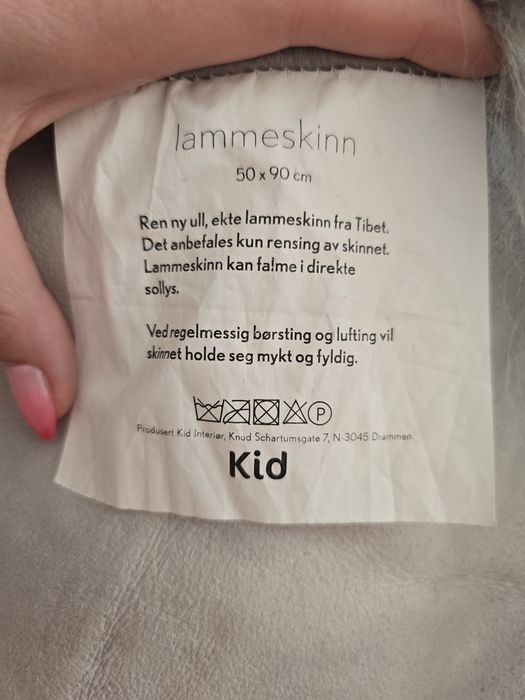 lammeskinn
50 x 90 cm
Ren ny ull, ekte lammeskinn fra Tibet.
Det anbefales kun rensing av skinnet.
Lammeskinn kan falme i direkte
sollys.
Ved regelmessig børsting og lufting vil
skinnet holde seg mykt og fyldig.
P
Produsert Kid Interiør, Knud Schartumsgate 7, N-3045 Drammen
Kid